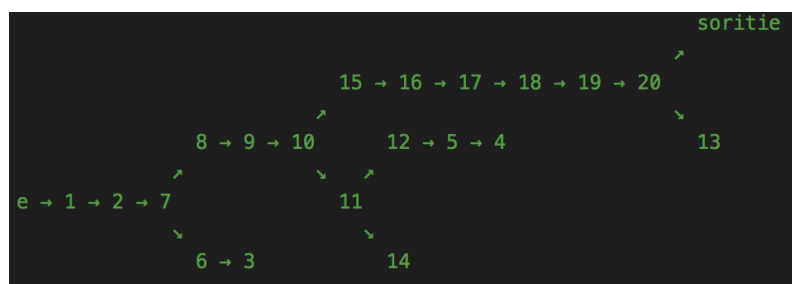 soritie
↗
15 → 16 → 17 → 18 → 19 → 20
↗ ↘
8 → 9 → 10 12 → 5 → 4 13
↗ ↘ ↗
e → 1 → 2 → 7 11
↘ ↘
6 → 3 14